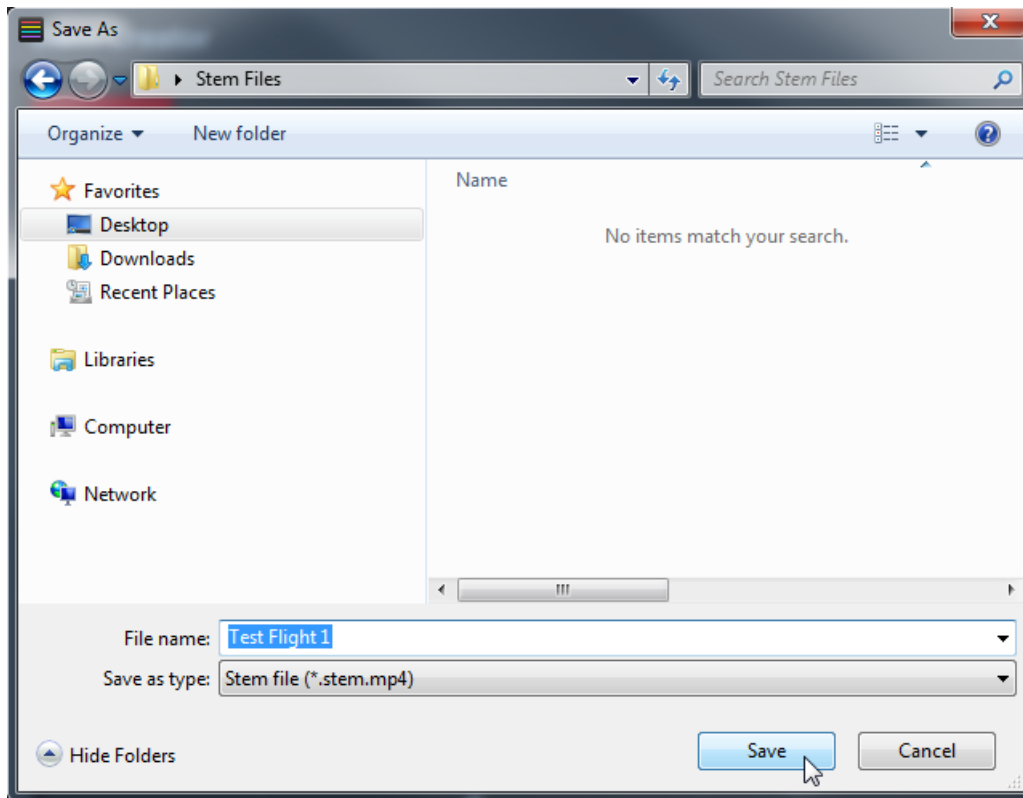 Save As
Stem Files
Search Stem Files
Organize
New folder
Name
Favorites
Desktop
Downloads
Recent Places
Libraries
Computer
Network
No items match your search.
File name: Test Flight 1
Save as type: Stem file (*.stem.mp4)
Hide Folders
Save
Cancel